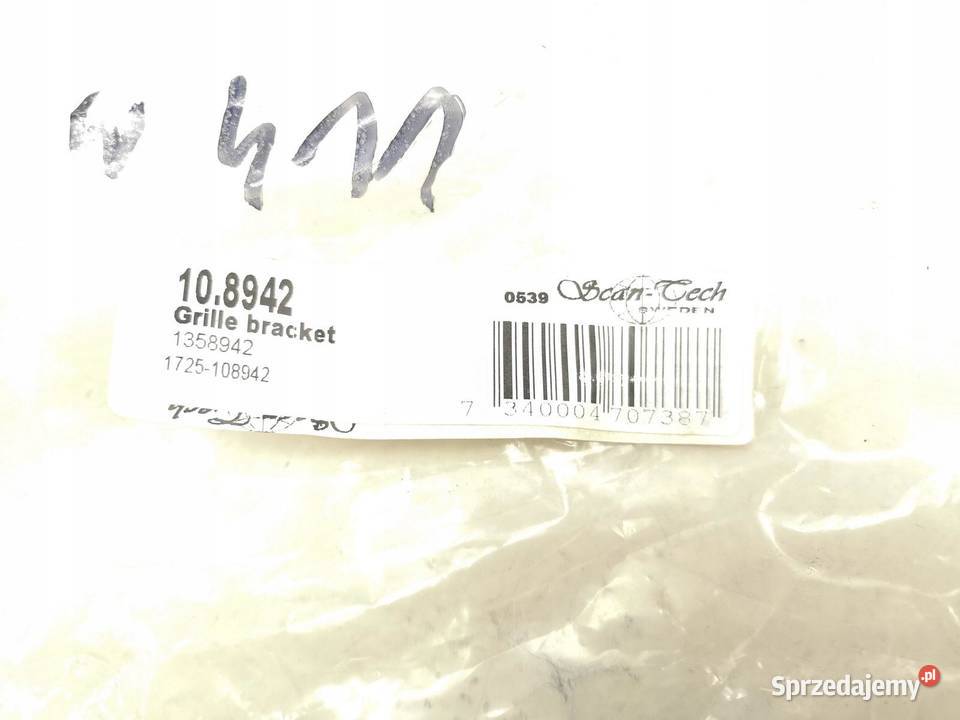 10.8942
Grille bracket
1358942
1725-108942
0539 Scan-Tech
SWEDEN
7 340004 707387
Sprzedajemy.pl